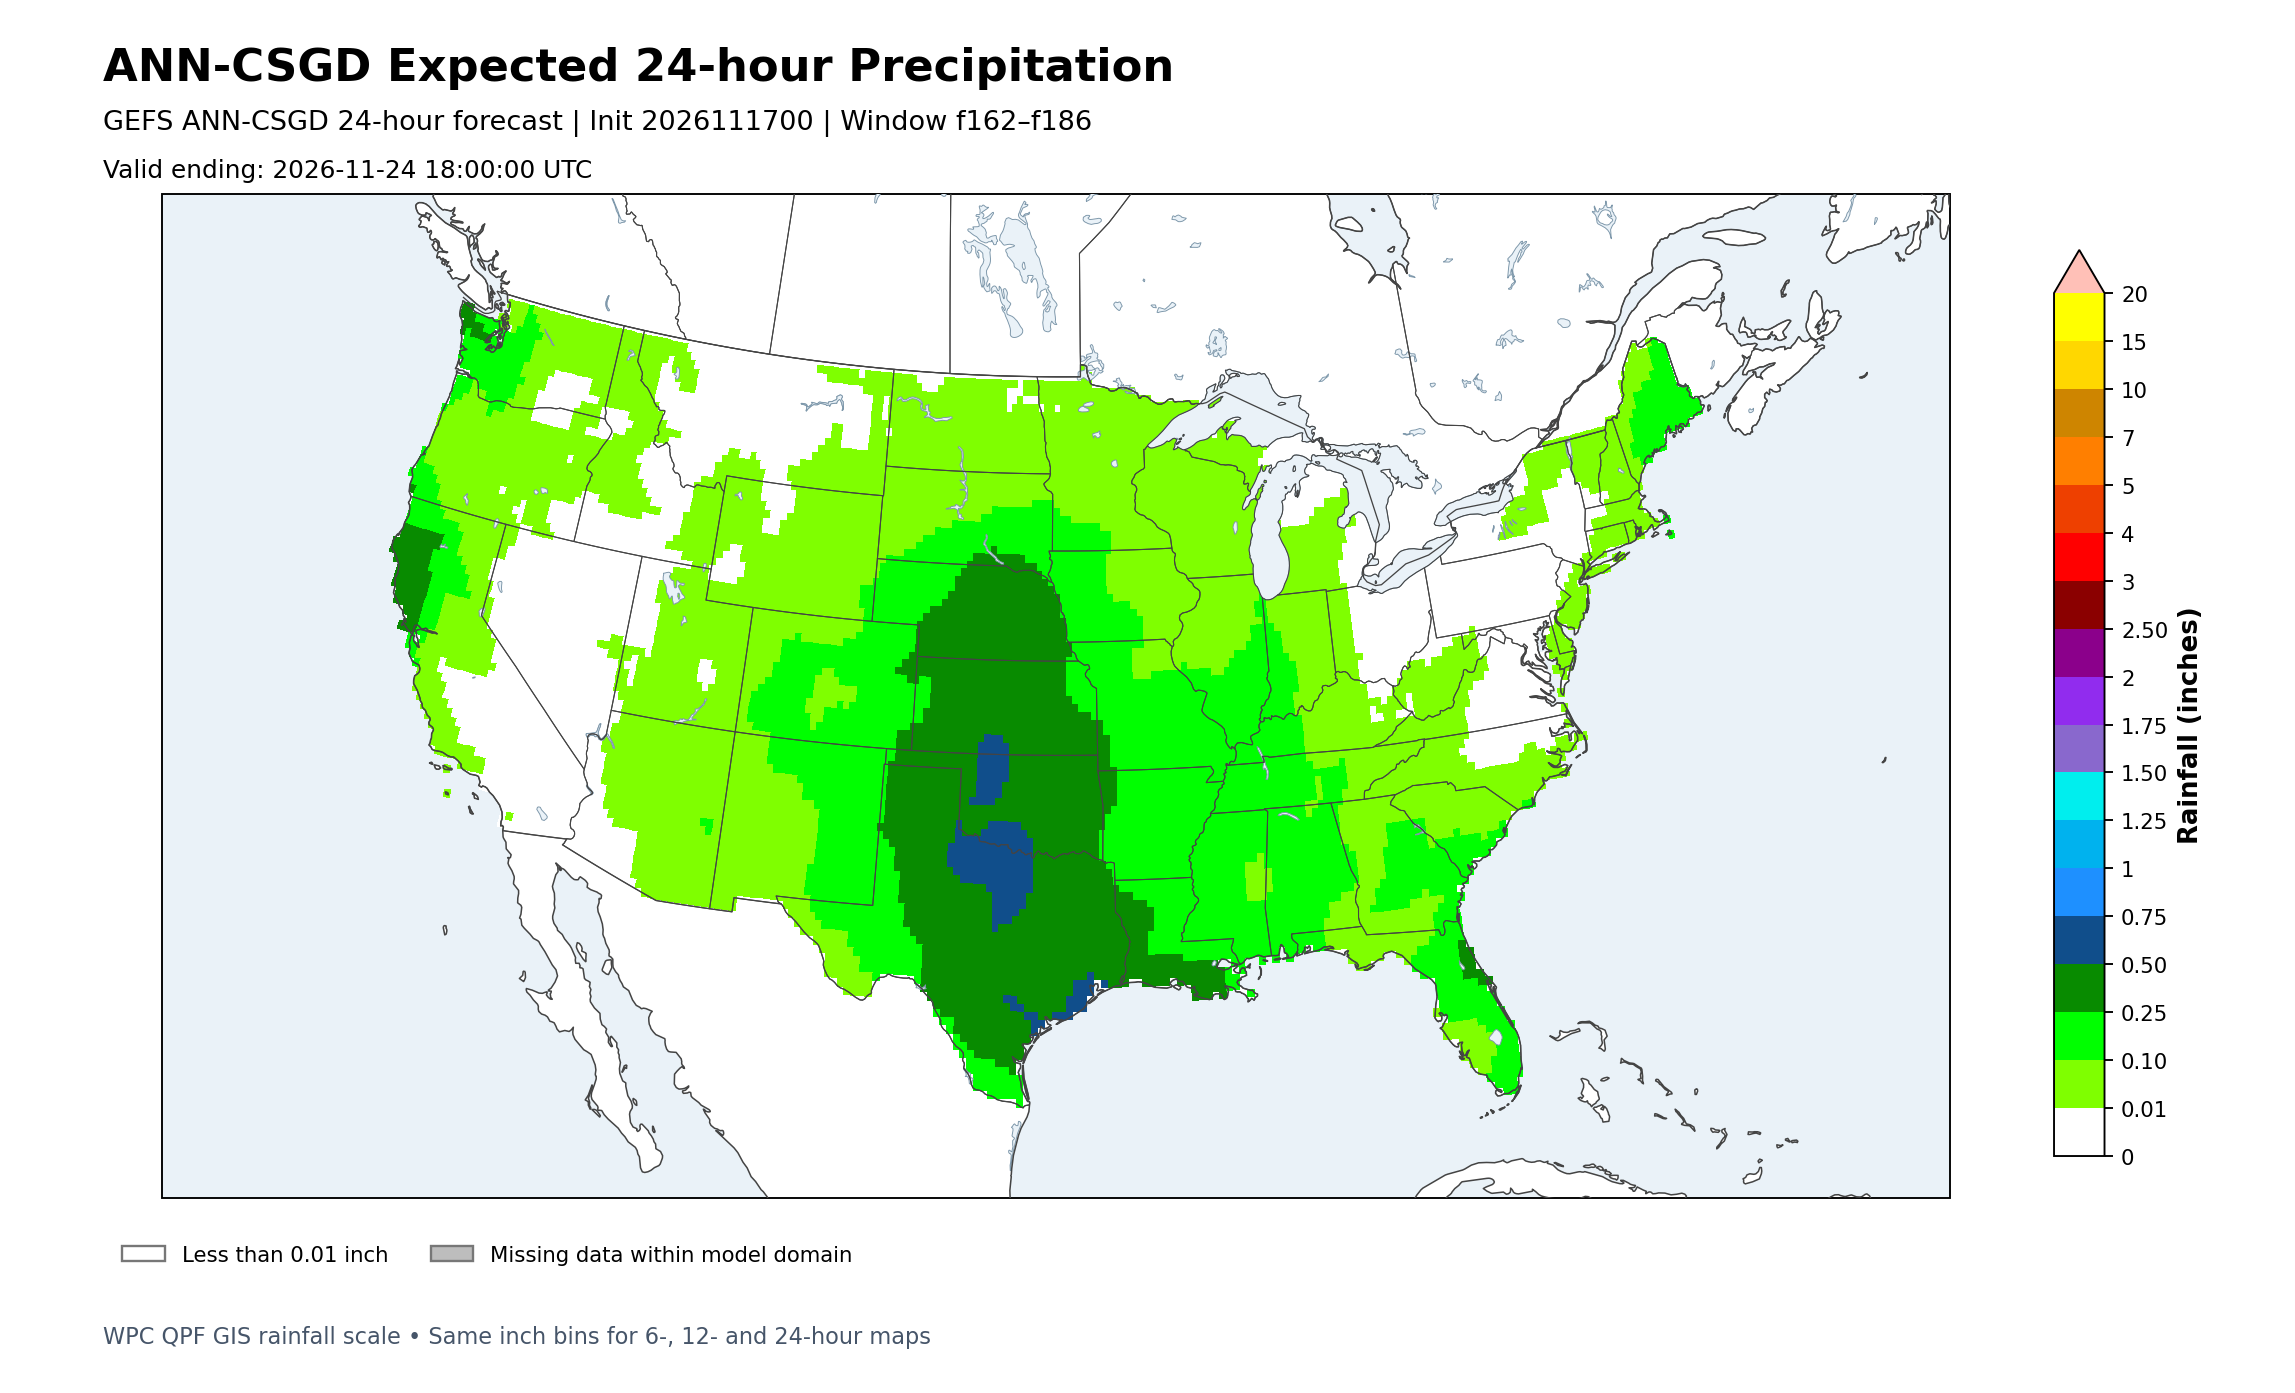 ANN-CSGD Expected 24-hour Precipitation
GEFS ANN-CSGD 24-hour forecast | Init 2026111700 | Window f162–f186
Valid ending: 2026-11-24 18:00:00 UTC
20
15
10
7
5
4
3
2.50
2
1.75
1.50
1.25
1
0.75
0.50
0.25
0.10
0.01
0
Rainfall (inches)
Less than 0.01 inch
Missing data within model domain
WPC QPF GIS rainfall scale • Same inch bins for 6-, 12- and 24-hour maps